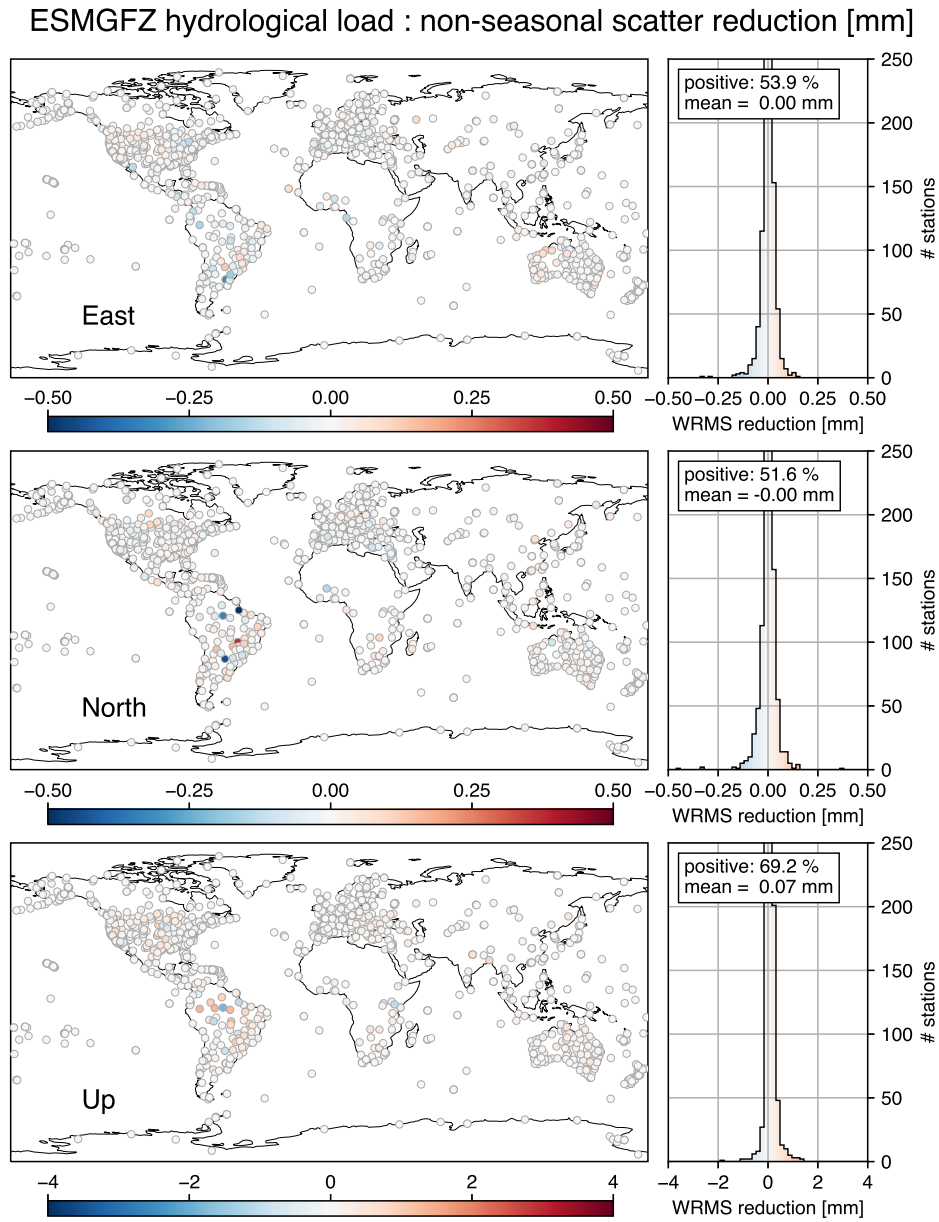 ESMGFZ hydrological load : non-seasonal scatter reduction [mm]
East
−0.50 −0.25 0.00 0.25 0.50
positive: 53.9 %
mean = 0.00 mm
250
200
150
100
50
0
# stations
−0.50 −0.25 0.00 0.25 0.50
WRMS reduction [mm]
North
−0.50 −0.25 0.00 0.25 0.50
positive: 51.6 %
mean = -0.00 mm
250
200
150
100
50
0
# stations
−0.50 −0.25 0.00 0.25 0.50
WRMS reduction [mm]
Up
−4 −2 0 2 4
positive: 69.2 %
mean = 0.07 mm
250
200
150
100
50
0
# stations
−4 −2 0 2 4
WRMS reduction [mm]